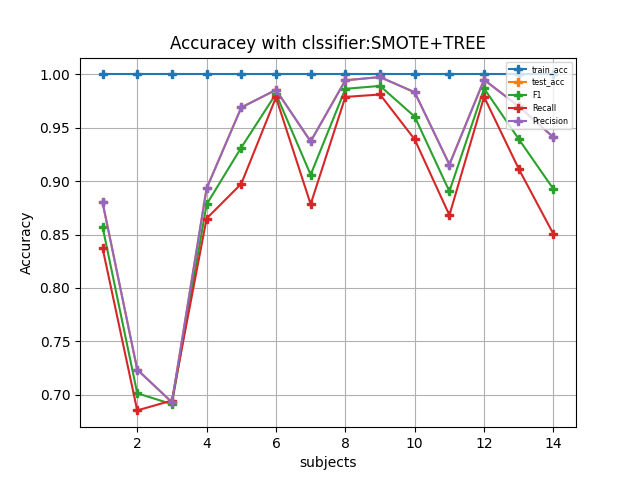 Accuracey with clssifier:SMOTE+TREE
1.00
0.95
0.90
0.85
0.80
0.75
0.70
Accuracy
train_acc
test_acc
F1
Recall
Precision
2 4 6 8 10 12 14
subjects